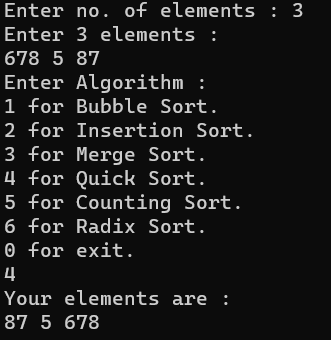 Enter no. of elements : 3
Enter 3 elements :
678 5 87
Enter Algorithm :
1 for Bubble Sort.
2 for Insertion Sort.
3 for Merge Sort.
4 for Quick Sort.
5 for Counting Sort.
6 for Radix Sort.
0 for exit.
4
Your elements are :
87 5 678